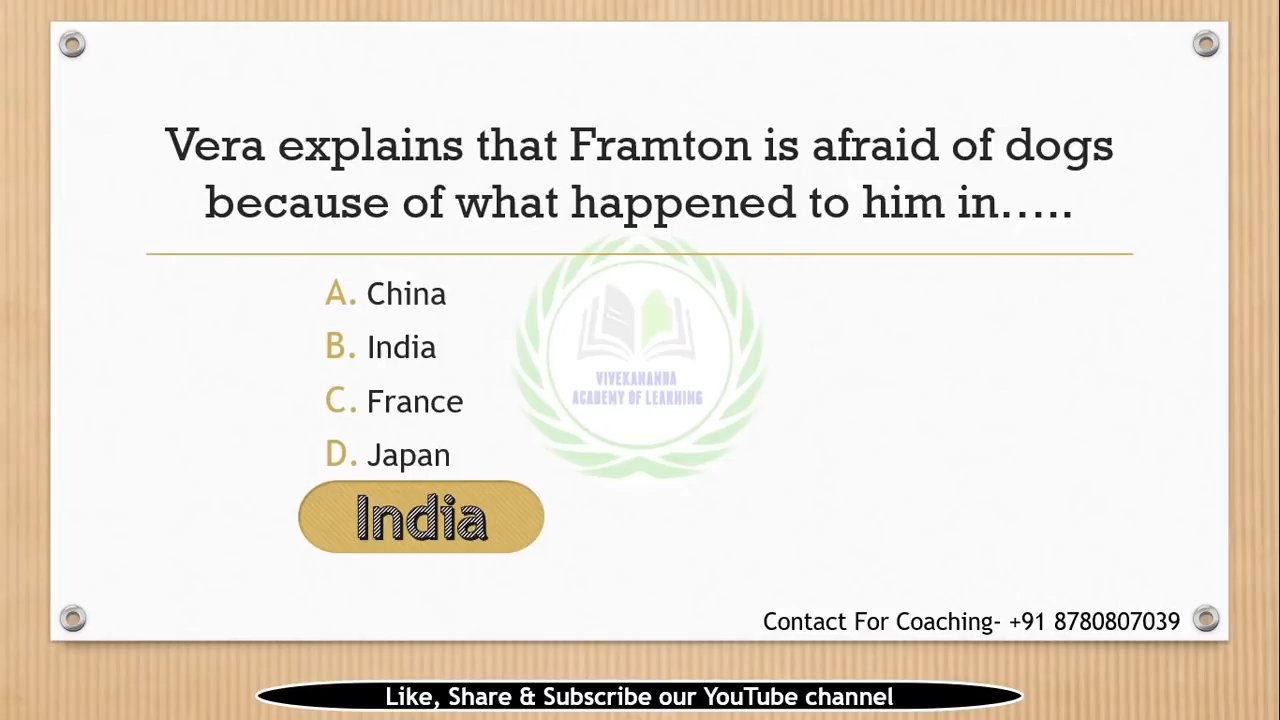 Vera explains that Framton is afraid of dogs
because of what happened to him in.....
A. China
B. India
C. France
D. Japan
VIVEKANANDA
ACADEMY OF LEARNING
India
Contact For Coaching- +91 8780807039
Like, Share & Subscribe our YouTube channel